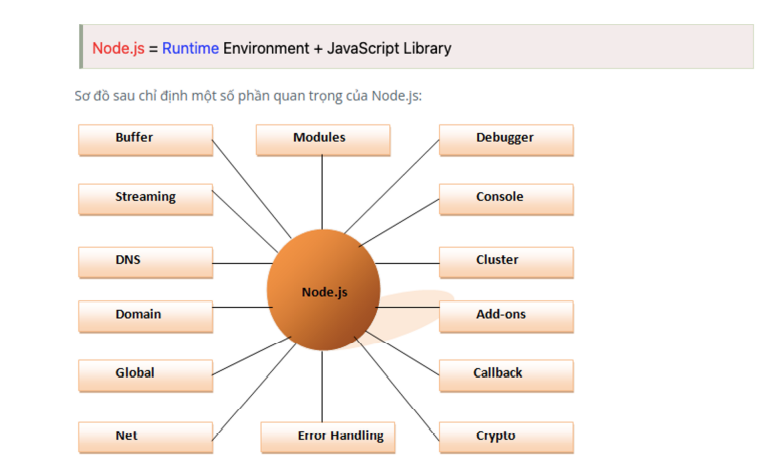 Node.js = Runtime Environment + JavaScript Library
Sơ đồ sau chỉ định một số phần quan trọng của Node.js:
Buffer
Modules
Debugger
Streaming
Console
DNS
Cluster
Node.js
Domain
Add-ons
Global
Callback
Net
Error Handling
Crypto